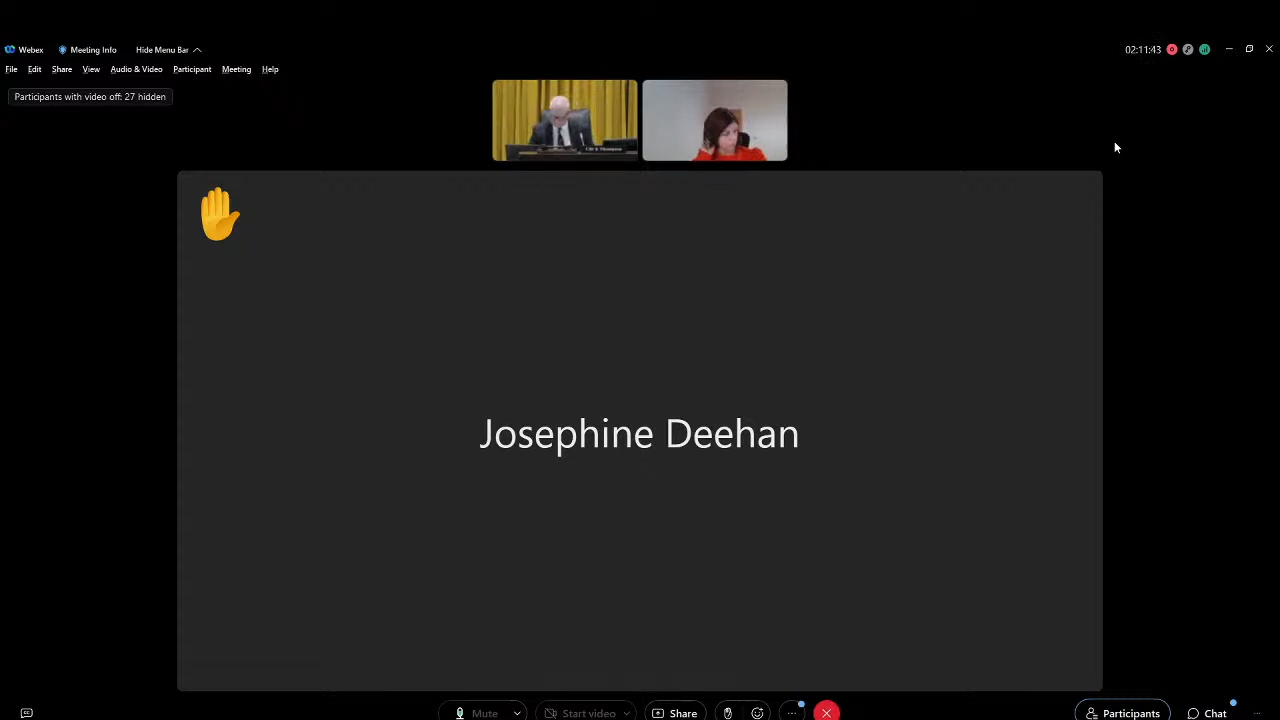 Webex Meeting Info Hide Menu Bar 02:11:43
File Edit Share View Audio & Video Participant Meeting Help
Participants with video off: 27 hidden
Josephine Deehan
Mute Start video Share Participants Chat